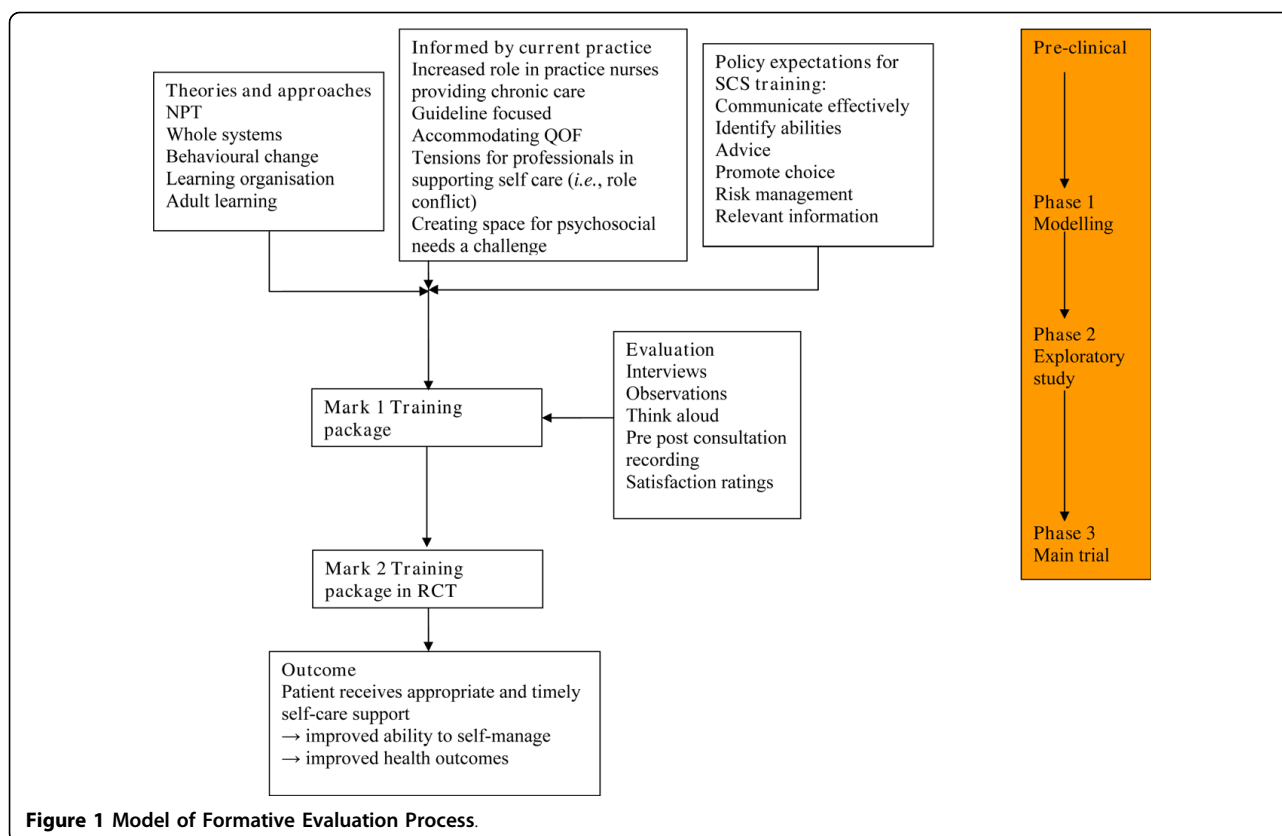 Theories and approaches
NPT
Whole systems
Behavioural change
Learning organisation
Adult learning
Informed by current practice
Increased role in practice nurses
providing chronic care
Guideline focused
Accommodating QOF
Tensions for professionals in
supporting self care (i.e., role
conflict)
Creating space for psychosocial
needs a challenge
Policy expectations for
SCS training:
Communicate effectively
Identify abilities
Advice
Promote choice
Risk management
Relevant information
Evaluation
Interviews
Observations
Think aloud
Pre post consultation
recording
Satisfaction ratings
Mark 1 Training
package
Mark 2 Training
package in RCT
Outcome
Patient receives appropriate and timely
self-care support
→ improved ability to self-manage
→ improved health outcomes
Pre-clinical
Phase 1
Modelling
Phase 2
Exploratory
study
Phase 3
Main trial
Figure 1 Model of Formative Evaluation Process.